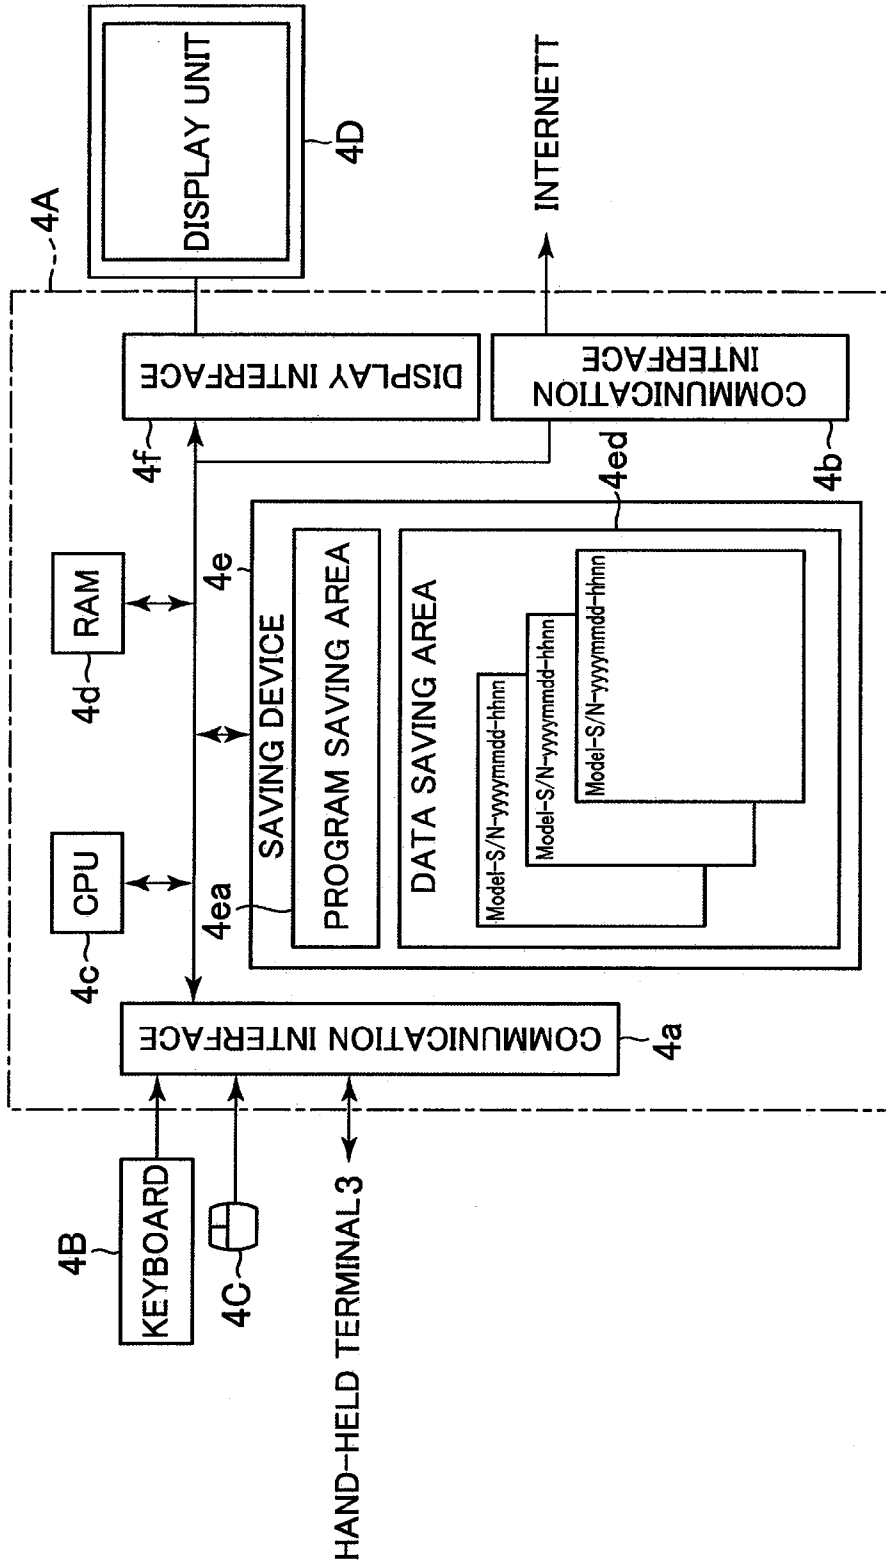 4A
KEYBOARD
4B
4C
HAND-HELD TERMINAL3
COMMUNICATION INTERFACE
4a
CPU
4c
RAM
4d
SAVING DEVICE
4e
4ea
PROGRAM SAVING AREA
DATA SAVING AREA
4ed
Model-S/N-yyyymmdd-hhnn
Model-S/N-yyyymmdd-hhnn
Model-S/N-yyyymmdd-hhnn
DISPLAY INTERFACE
4f
COMMUNICATION
INTERFACE
4b
DISPLAY UNIT
4D
INTERNETT